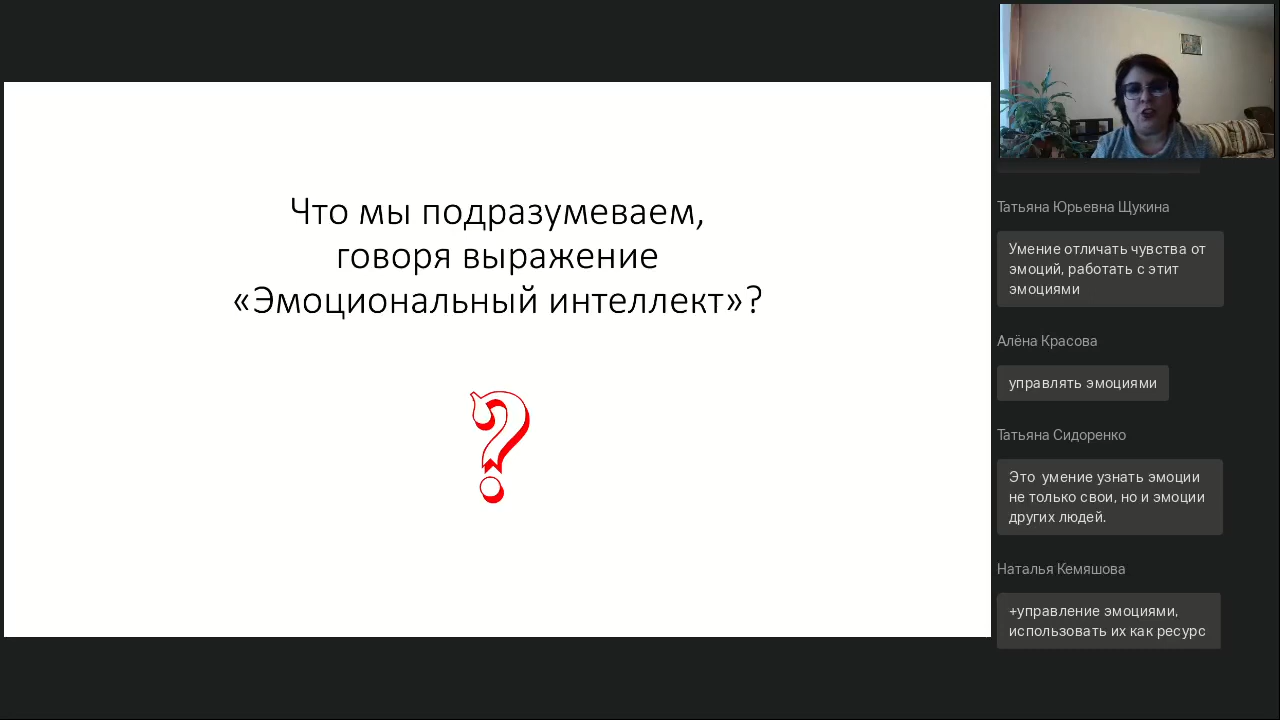 Что мы подразумеваем,
говоря выражение
«Эмоциональный интеллект»?
?
Татьяна Юрьевна Щукина
Умение отличать чувства от
эмоций, работать с этит
эмоциями
Алёна Красова
управлять эмоциями
Татьяна Сидоренко
Это умение узнать эмоции
не только свои, но и эмоции
других людей.
Наталья Кемяшова
+управление эмоциями,
использовать их как ресурс